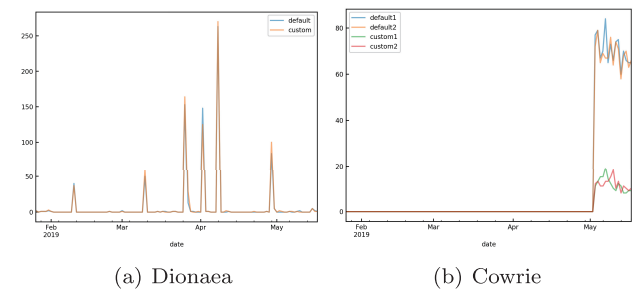 default
custom
250
200
150
100
50
0
Feb
2019
Mar
Apr
May
date
(a) Dionaea
default1
default2
custom1
custom2
80
60
40
20
0
Feb
2019
Mar
Apr
May
date
(b) Cowrie